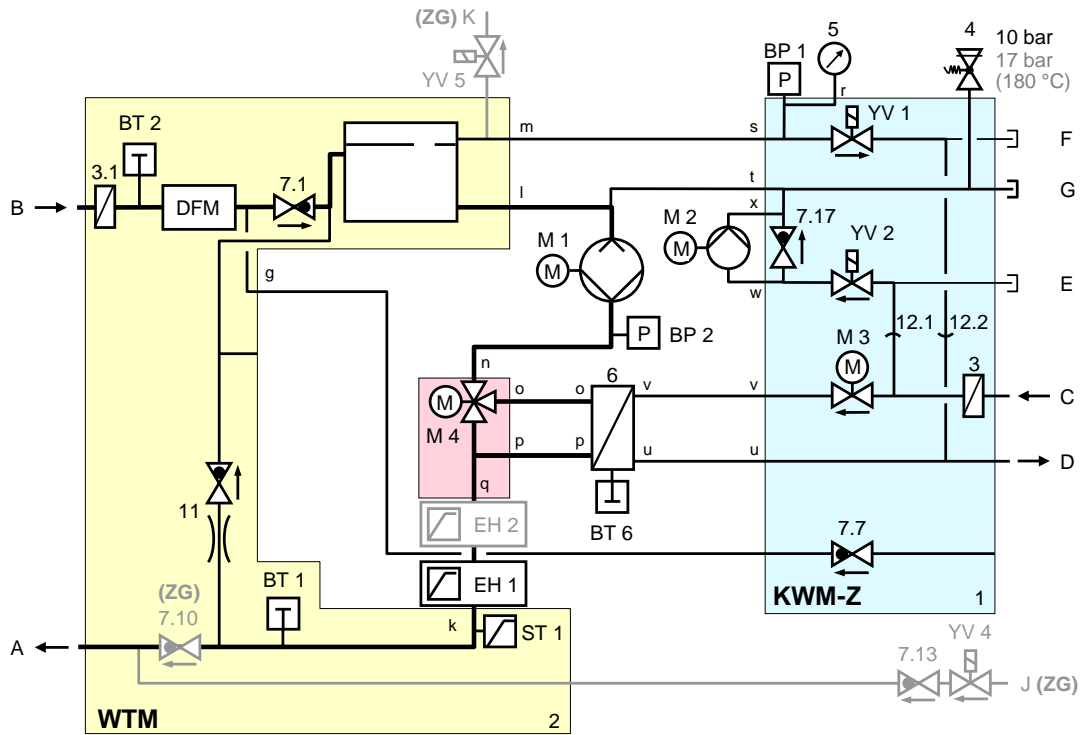 (ZG) K
YV 5
5
4
10 bar
17 bar
(180 °C)
BP 1
P
r
BT 2
m
s
YV 1
F
3.1
7.1
B
DFM
l
t
G
x
M 2
M
7.17
YV 2
M 1
M
g
w
E
P
BP 2
12.1
12.2
n
M 3
M
6
3
M
M 4
o
o
v
v
C
p
p
u
u
D
q
11
EH 2
BT 6
7.7
BT 1
EH 1
KWM-Z
1
(ZG)
7.10
k
ST 1
YV 4
A
7.13
J (ZG)
WTM
2